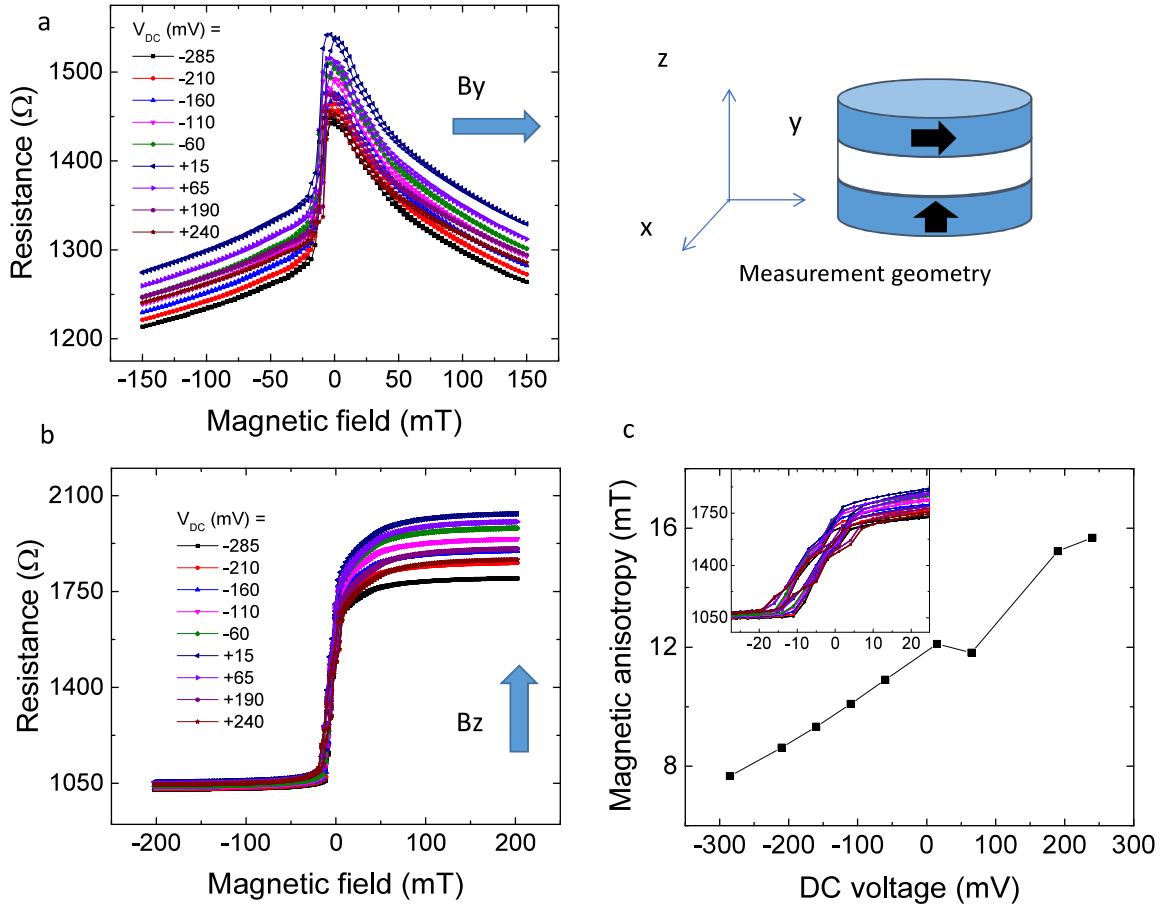 a
V_DC (mV) =
-285
-210
-160
-110
-60
+15
+65
+190
+240
By
Resistance (Ω)
1500
1400
1300
1200
-150 -100 -50 0 50 100 150
Magnetic field (mT)
z
y
x
Measurement geometry
b
V_DC (mV) =
-285
-210
-160
-110
-60
+15
+65
+190
+240
Bz
Resistance (Ω)
2100
1750
1400
1050
-200 -100 0 100 200
Magnetic field (mT)
c
Magnetic anisotropy (mT)
16
12
8
1750
1400
1050
-20 -10 0 10 20
-300 -200 -100 0 100 200 300
DC voltage (mV)